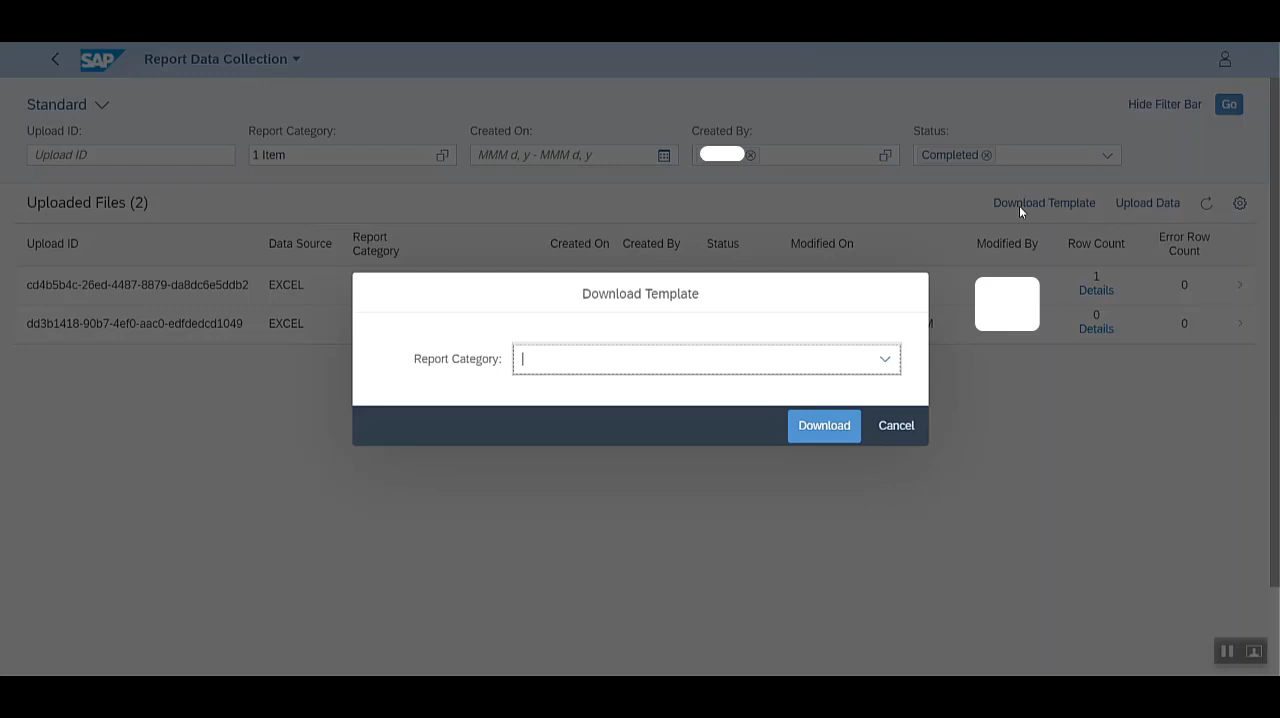 SAP Report Data Collection
Standard
Hide Filter Bar Go
Upload ID: Report Category: Created On: Created By: Status:
Upload ID 1 Item MMM d, y - MMM d, y Completed
Uploaded Files (2) Download Template Upload Data
Upload ID Data Source Report Category Created On Created By Status Modified On Modified By Row Count Error Row Count
cd4b5b4c-26ed-4487-8879-da8dc6e5ddb2 EXCEL 1 Details 0
dd3b1418-90b7-4ef0-aac0-edfdedcd1049 EXCEL M 0 Details 0
Download Template
Report Category:
Download Cancel